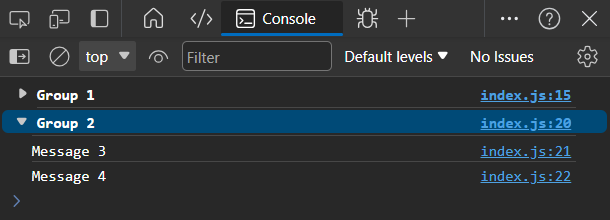 Console
top Filter Default levels No Issues
Group 1 index.js:15
Group 2 index.js:20
Message 3 index.js:21
Message 4 index.js:22